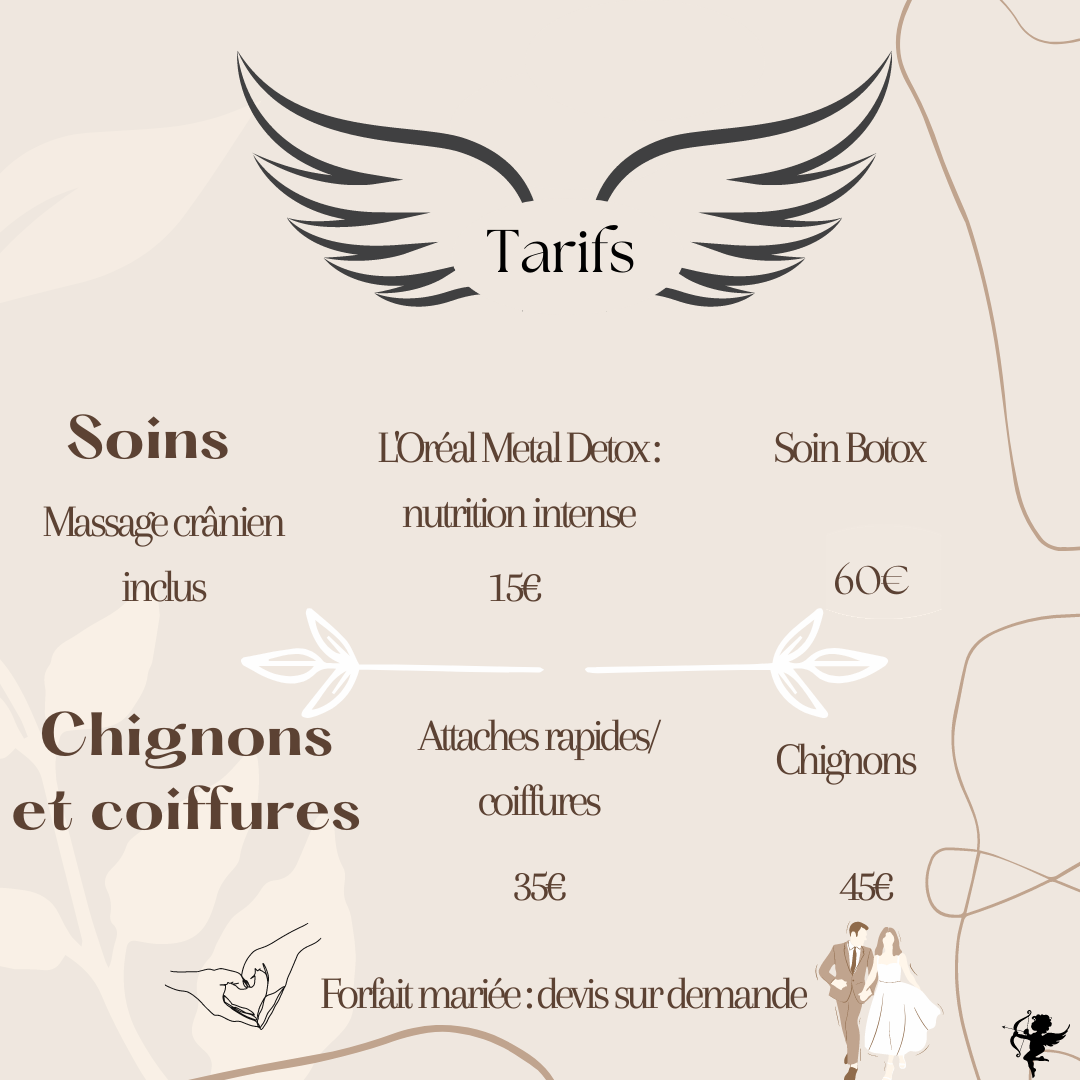 Tarifs
Soins
Massage crânien
inclus
L'Oréal Metal Detox :
nutrition intense
15€
Soin Botox
60€
Chignons
et coiffures
Attaches rapides/
coiffures
35€
Chignons
45€
Forfait mariée : devis sur demande